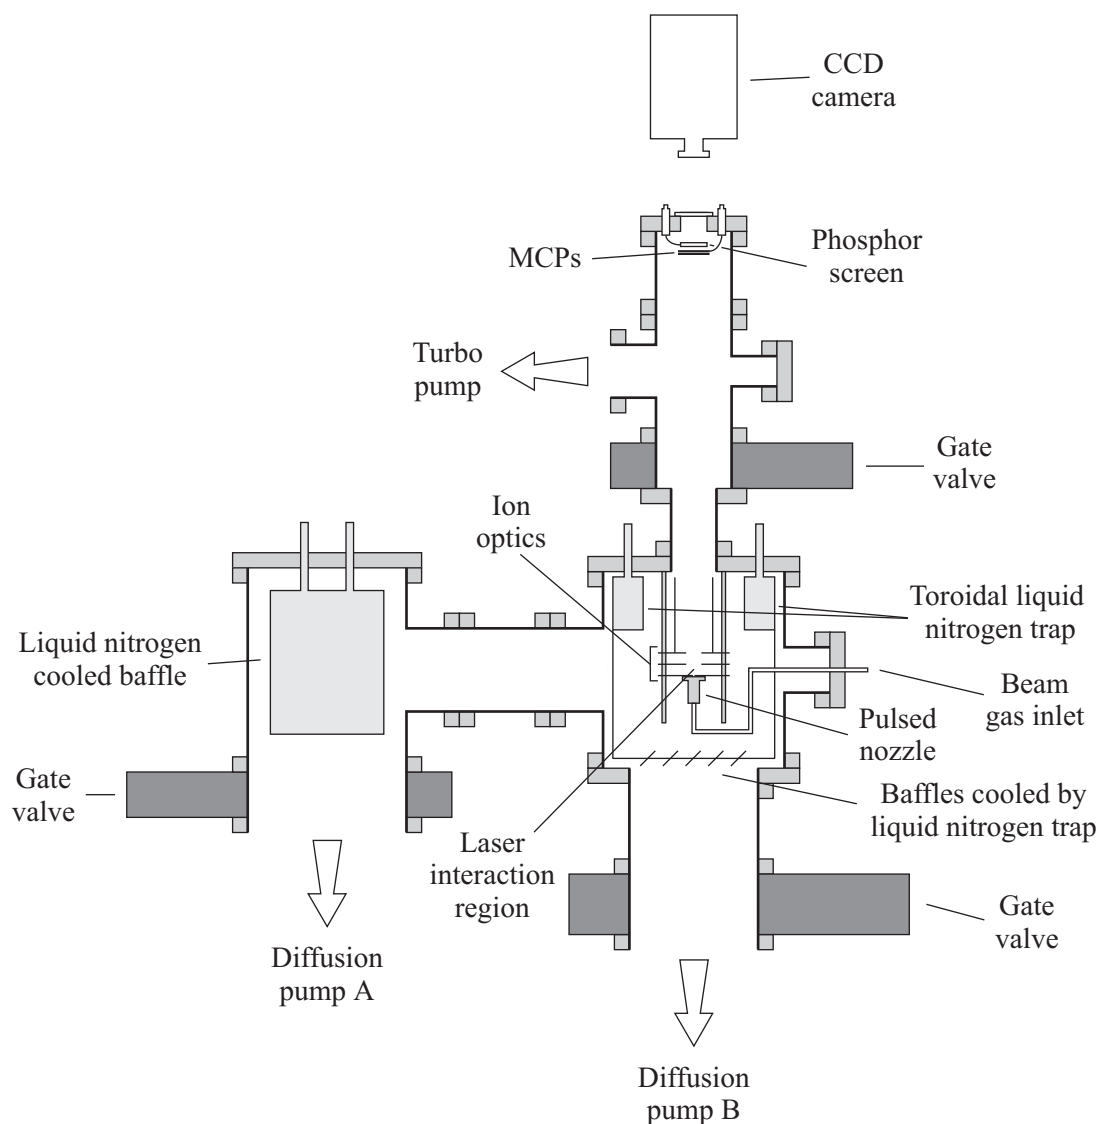 CCD
camera
MCPs
Phosphor
screen
Turbo
pump
Gate
valve
Ion
optics
Liquid nitrogen
cooled baffle
Toroidal liquid
nitrogen trap
Beam
gas inlet
Pulsed
nozzle
Gate
valve
Baffles cooled by
liquid nitrogen trap
Laser
interaction
region
Gate
valve
Diffusion
pump A
Diffusion
pump B